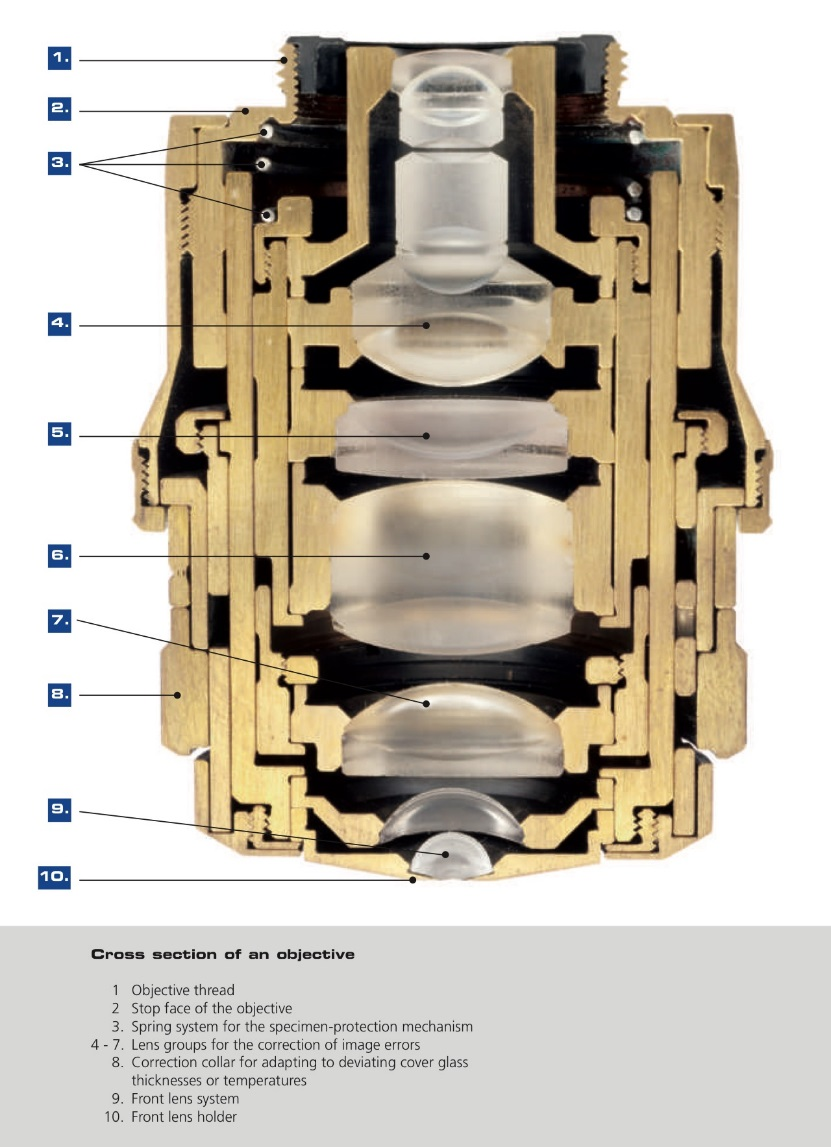 1.
2.
3.
4.
5.
6.
7.
8.
9.
10.
Cross section of an objective
1 Objective thread
2 Stop face of the objective
3. Spring system for the specimen-protection mechanism
4 - 7. Lens groups for the correction of image errors
8. Correction collar for adapting to deviating cover glass
thicknesses or temperatures
9. Front lens system
10. Front lens holder